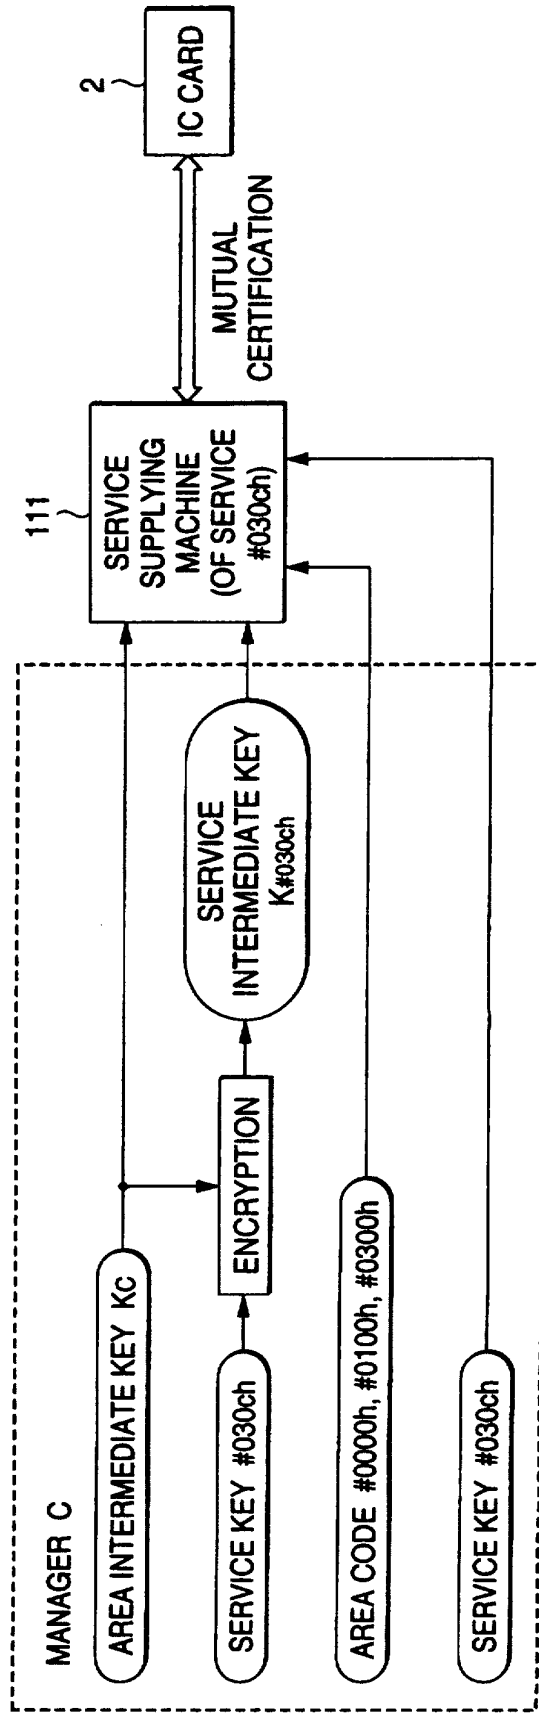 MANAGER C
AREA INTERMEDIATE KEY Kc
SERVICE KEY #030ch
ENCRYPTION
SERVICE
INTERMEDIATE KEY
K#030ch
AREA CODE #0000h, #0100h, #0300h
SERVICE KEY #030ch
111
SERVICE
SUPPLYING
MACHINE
(OF SERVICE
#030ch)
MUTUAL
CERTIFICATION
2
IC CARD